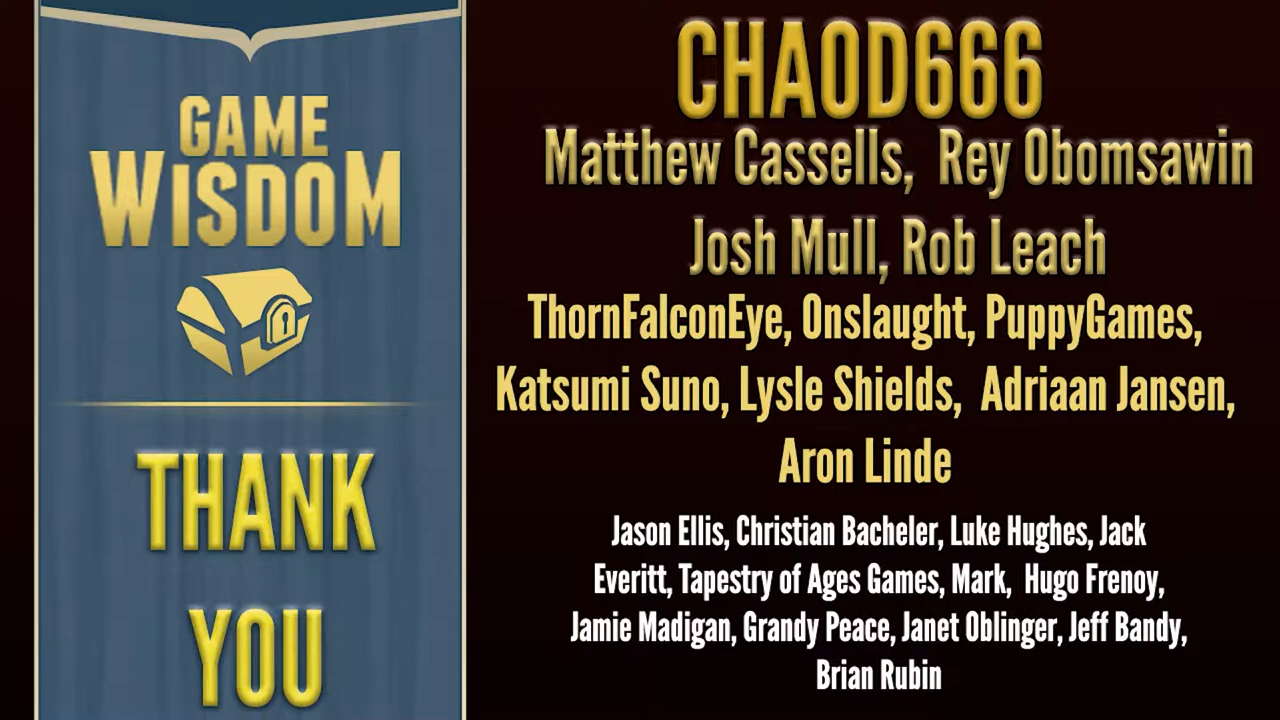 GAME
WISDOM
THANK
YOU
CHAOD666
Matthew Cassells, Rey Obomsawin
Josh Mull, Rob Leach
ThornFalconEye, Onslaught, PuppyGames,
Katsumi Suno, Lysle Shields, Adriaan Jansen,
Aron Linde
Jason Ellis, Christian Bacheler, Luke Hughes, Jack
Everitt, Tapestry of Ages Games, Mark, Hugo Frenoy,
Jamie Madigan, Grandy Peace, Janet Oblinger, Jeff Bandy,
Brian Rubin